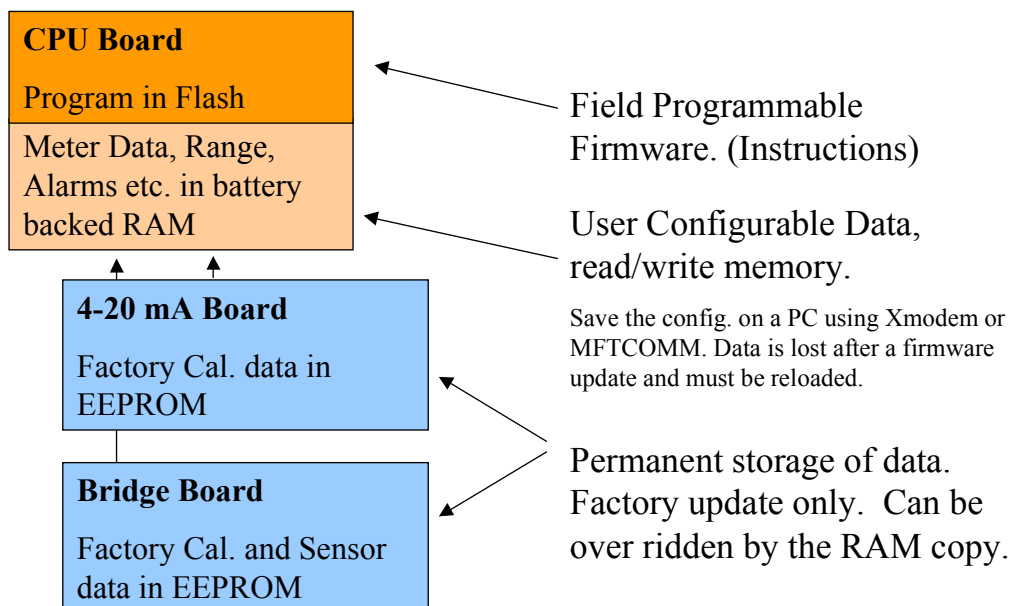 CPU Board
Program in Flash
Meter Data, Range,
Alarms etc. in battery
backed RAM
4-20 mA Board
Factory Cal. data in
EEPROM
Bridge Board
Factory Cal. and Sensor
data in EEPROM
Field Programmable
Firmware. (Instructions)
User Configurable Data,
read/write memory.
Save the config. on a PC using Xmodem or
MFTCOMM. Data is lost after a firmware
update and must be reloaded.
Permanent storage of data.
Factory update only.  Can be
over ridden by the RAM copy.